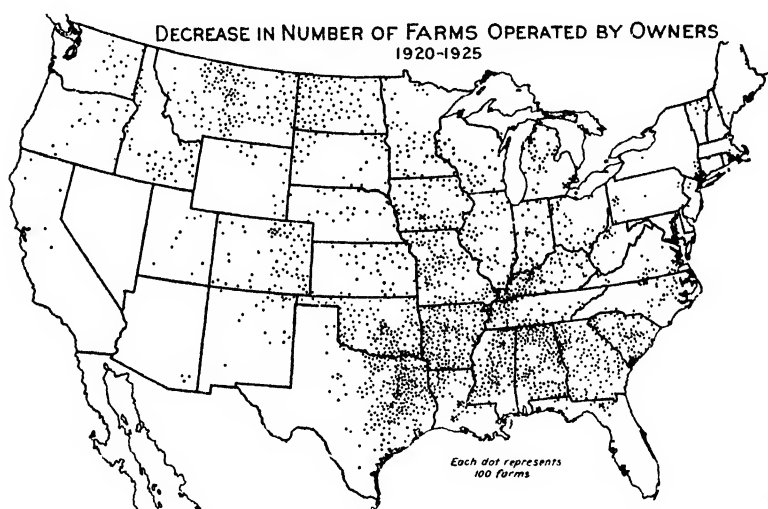 DECREASE IN NUMBER OF FARMS OPERATED BY OWNERS
1920-1925
Each dot represents
100 farms